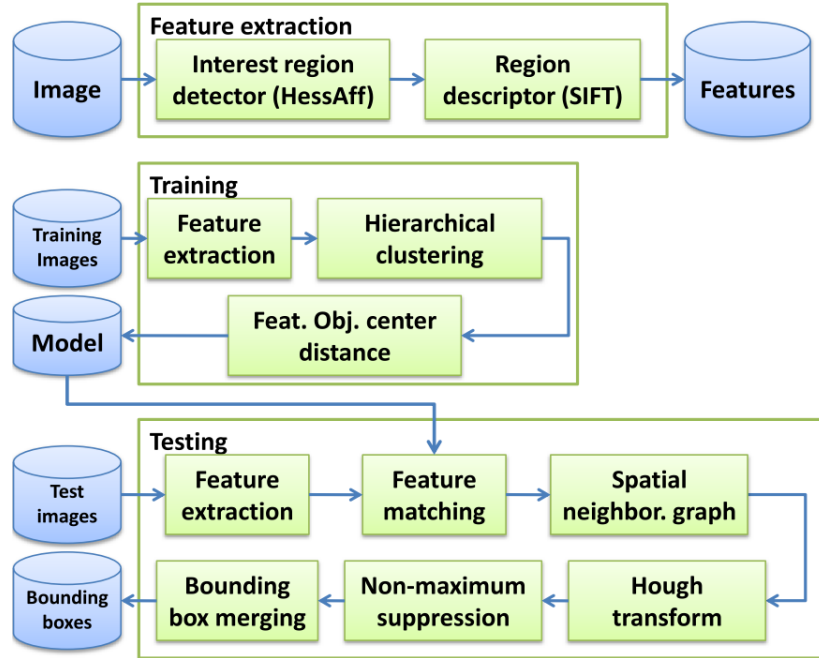 Feature extraction
Image
Interest region
detector (HessAff)
Region
descriptor (SIFT)
Features
Training
Training
Images
Feature
extraction
Hierarchical
clustering
Model
Feat. Obj. center
distance
Testing
Test
images
Feature
extraction
Feature
matching
Spatial
neighbor. graph
Bounding
boxes
Bounding
box merging
Non-maximum
suppression
Hough
transform